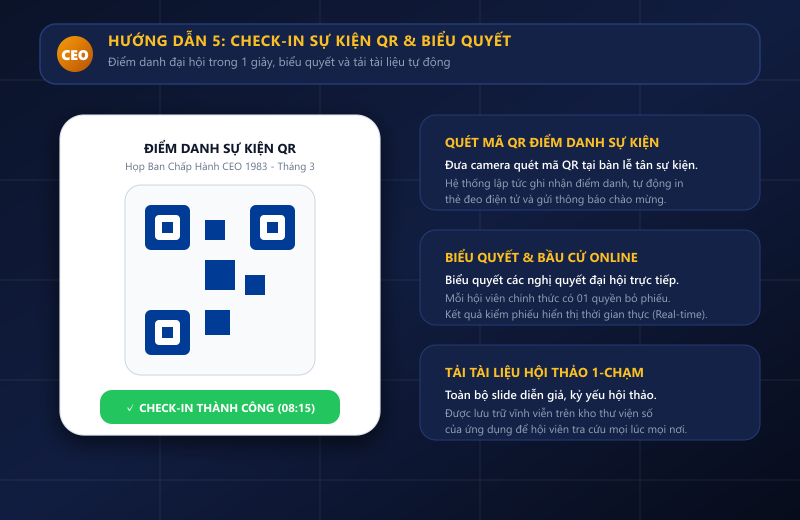 CEO
HƯỚNG DẪN 5: CHECK-IN SỰ KIỆN QR & BIỂU QUYẾT
Điểm danh đại hội trong 1 giây, biểu quyết và tải tài liệu tự động
ĐIỂM DANH SỰ KIỆN QR
Họp Ban Chấp Hành CEO 1983 - Tháng 3
✓ CHECK-IN THÀNH CÔNG (08:15)
QUÉT MÃ QR ĐIỂM DANH SỰ KIỆN
Đưa camera quét mã QR tại bàn lễ tân sự kiện.
Hệ thống lập tức ghi nhận điểm danh, tự động in
thẻ đeo điện tử và gửi thông báo chào mừng.
BIỂU QUYẾT & BẦU CỬ ONLINE
Biểu quyết các nghị quyết đại hội trực tiếp.
Mỗi hội viên chính thức có 01 quyền bỏ phiếu.
Kết quả kiểm phiếu hiển thị thời gian thực (Real-time).
TẢI TÀI LIỆU HỘI THẢO 1-CHẠM
Toàn bộ slide diễn giả, kỷ yếu hội thảo.
Được lưu trữ vĩnh viễn trên kho thư viện số
của ứng dụng để hội viên tra cứu mọi lúc mọi nơi.